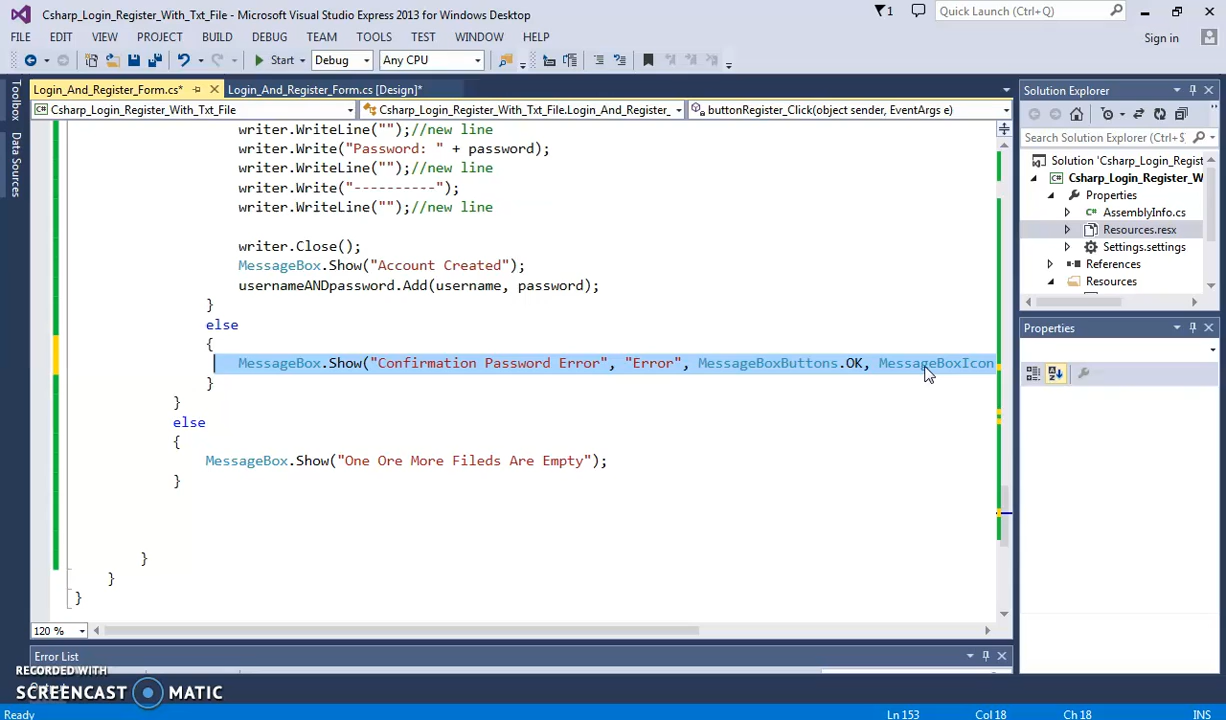 Csharp_Login_Register_With_Txt_File - Microsoft Visual Studio Express 2013 for Windows Desktop
1
Quick Launch (Ctrl+Q)
FILE EDIT VIEW PROJECT BUILD DEBUG TEAM TOOLS TEST WINDOW HELP
Sign in
Start Debug Any CPU
Toolbox
Data Sources
Login_And_Register_Form.cs* Login_And_Register_Form.cs [Design]*
Csharp_Login_Register_With_Txt_File Csharp_Login_Register_With_Txt_File.Login_And_Register_ buttonRegister_Click(object sender, EventArgs e)
writer.WriteLine("");//new line
writer.Write("Password: " + password);
writer.WriteLine("");//new line
writer.Write("----------");
writer.WriteLine("");//new line
writer.Close();
MessageBox.Show("Account Created");
usernameANDpassword.Add(username, password);
}
else
{
MessageBox.Show("Confirmation Password Error", "Error", MessageBoxButtons.OK, MessageBoxIcon
}
}
else
{
MessageBox.Show("One Ore More Fileds Are Empty");
}
}
}
}
120 %
Error List
Solution Explorer
Search Solution Explorer (Ctrl+$
Solution 'Csharp_Login_Regist
Csharp_Login_Register_W
Properties
AssemblyInfo.cs
Resources.resx
Settings.settings
References
Resources
Properties
RECORDED WITH
SCREENCAST MATIC
Ready
Ln 153 Col 18 Ch 18 INS